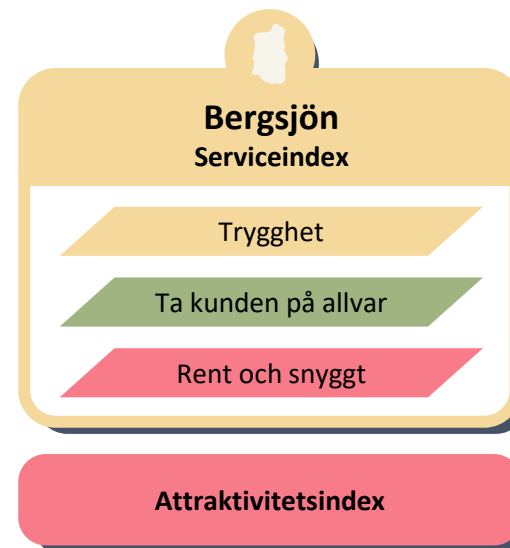 Bergsjön
Serviceindex
Trygghet
Ta kunden på allvar
Rent och snyggt
Attraktivitetsindex